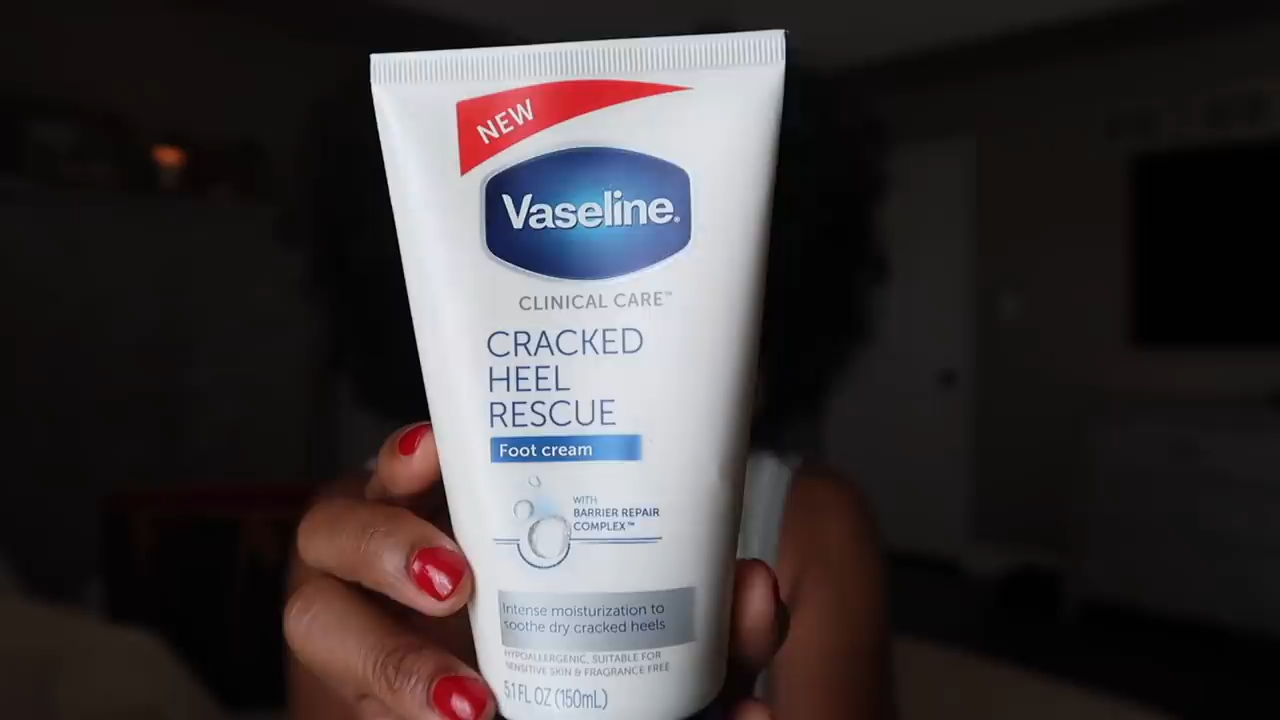 NEW
Vaseline.
CLINICAL CARE™
CRACKED
HEEL
RESCUE
Foot cream
WITH
BARRIER REPAIR
COMPLEX™
Intense moisturization to
soothe dry cracked heels
HYPOALLERGENIC, SUITABLE FOR
SENSITIVE SKIN & FRAGRANCE FREE
5.1 FL OZ (150mL)